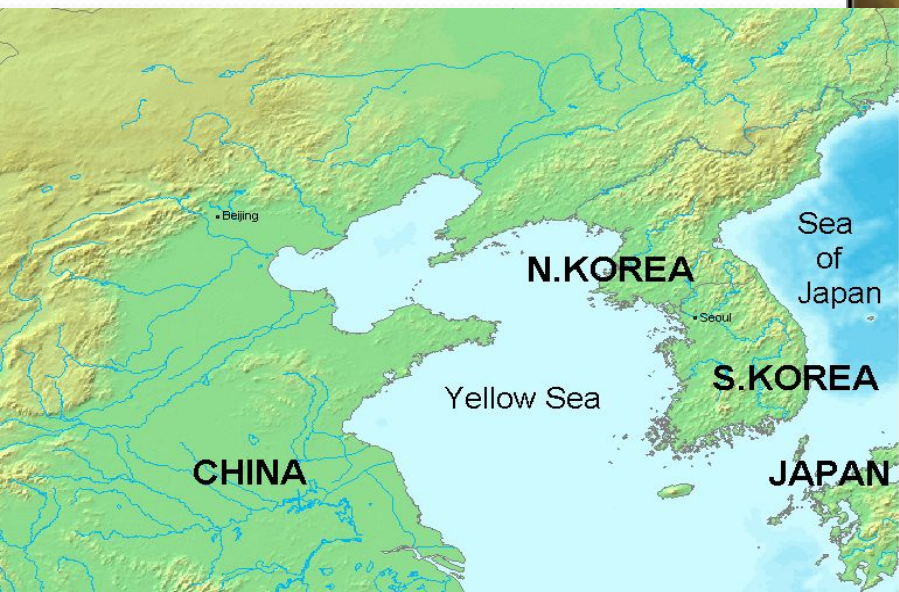 Beijing
Sea
of
Japan
N.KOREA
Seoul
S.KOREA
Yellow Sea
CHINA
JAPAN